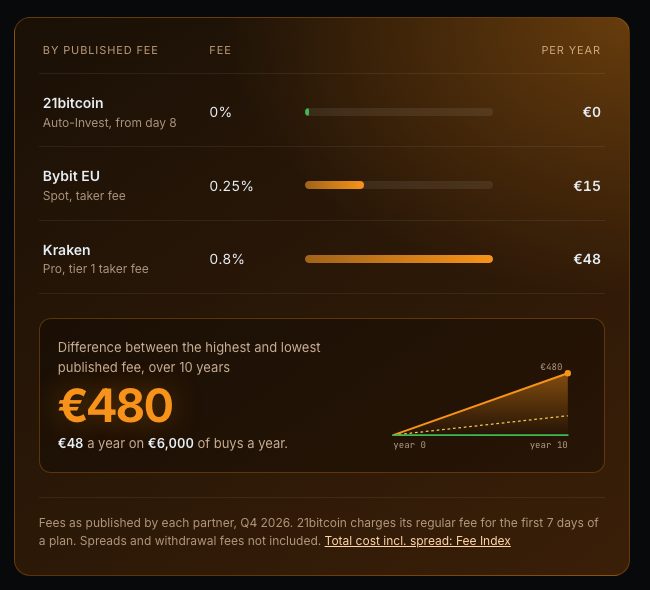 BY PUBLISHED FEE FEE PER YEAR
21bitcoin
Auto-Invest, from day 8
0%
€0
Bybit EU
Spot, taker fee
0.25%
€15
Kraken
Pro, tier 1 taker fee
0.8%
€48
Difference between the highest and lowest
published fee, over 10 years
€480
€48 a year on €6,000 of buys a year.
€480
year 0 year 10
Fees as published by each partner, Q4 2026. 21bitcoin charges its regular fee for the first 7 days of
a plan. Spreads and withdrawal fees not included. Total cost incl. spread: Fee Index